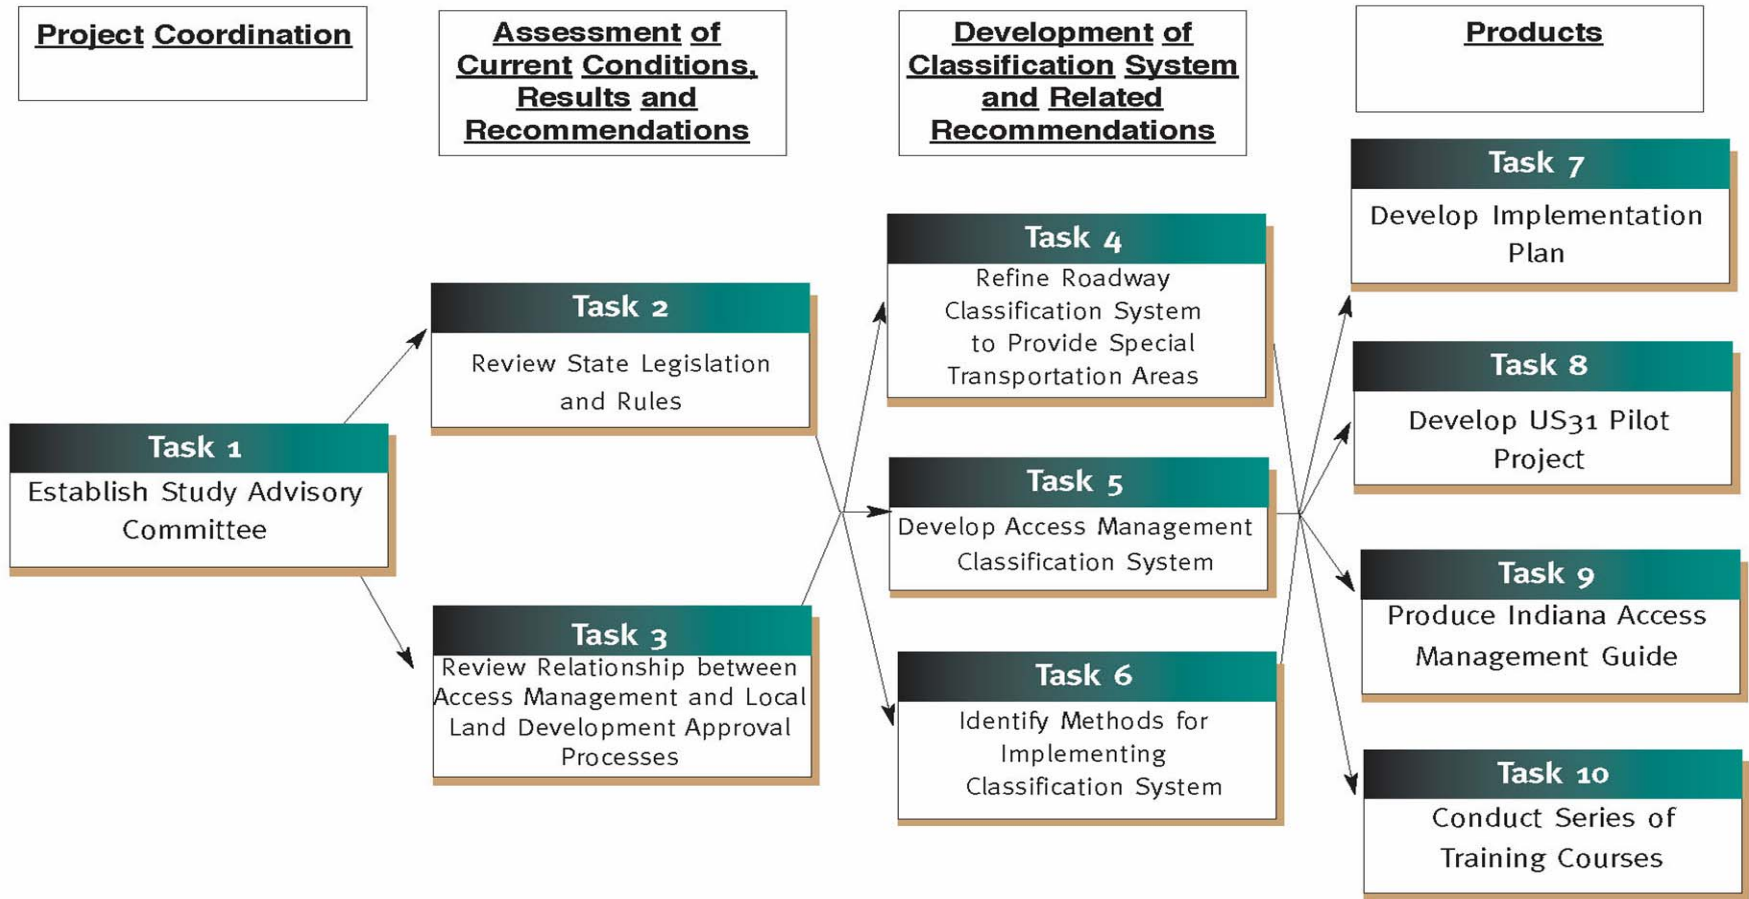 Project Coordination
Assessment of
Current Conditions,
Results and
Recommendations
Development of
Classification System
and Related
Recommendations
Products
Task 1
Establish Study Advisory
Committee
Task 2
Review State Legislation
and Rules
Task 3
Review Relationship between
Access Management and Local
Land Development Approval
Processes
Task 4
Refine Roadway
Classification System
to Provide Special
Transportation Areas
Task 5
Develop Access Management
Classification System
Task 6
Identify Methods for
Implementing
Classification System
Task 7
Develop Implementation
Plan
Task 8
Develop US31 Pilot
Project
Task 9
Produce Indiana Access
Management Guide
Task 10
Conduct Series of
Training Courses